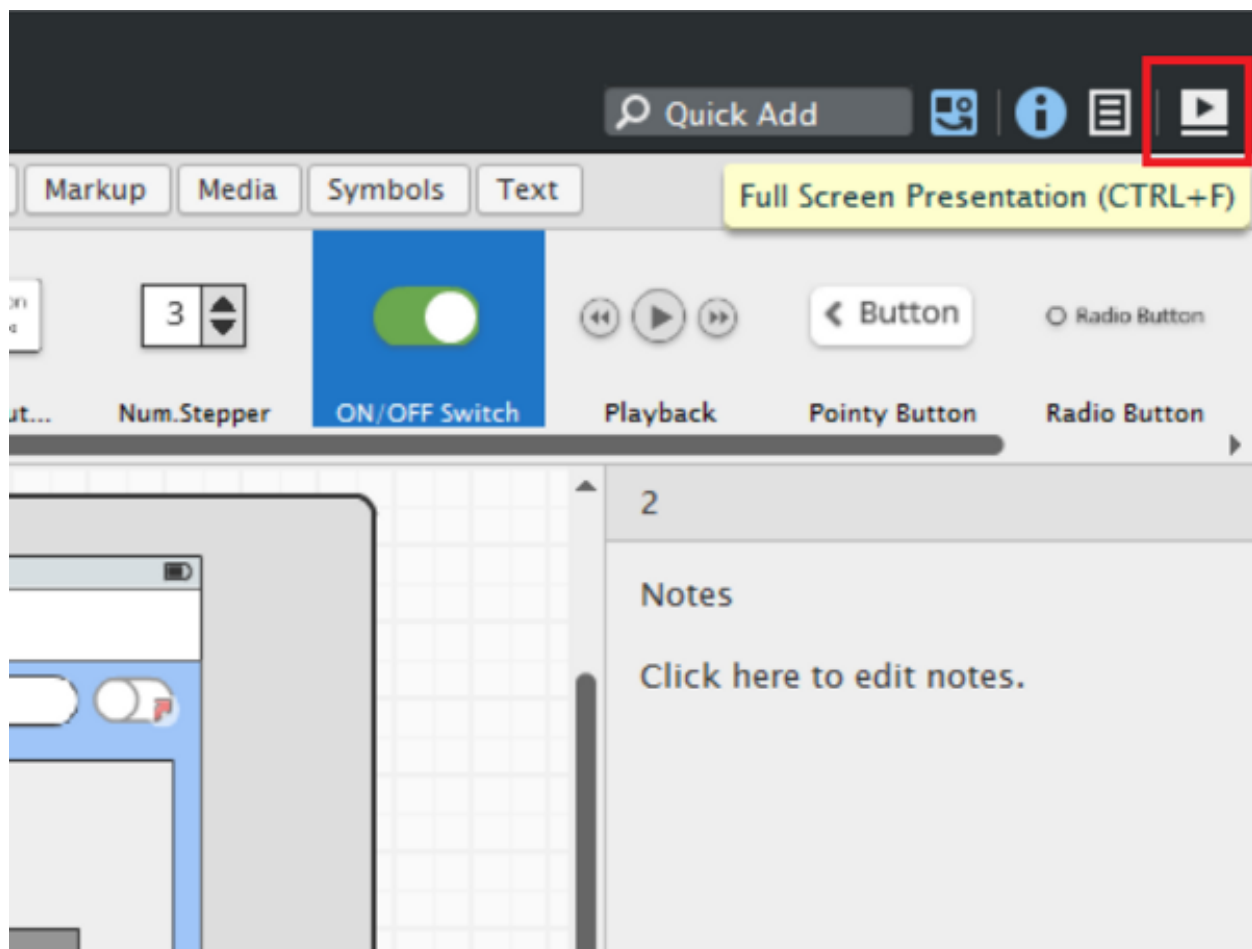 Quick Add
Markup
Media
Symbols
Text
Full Screen Presentation (CTRL+F)
3
Button
Radio Button
ut...
Num.Stepper
ON/OFF Switch
Playback
Pointy Button
Radio Button
2
Notes
Click here to edit notes.